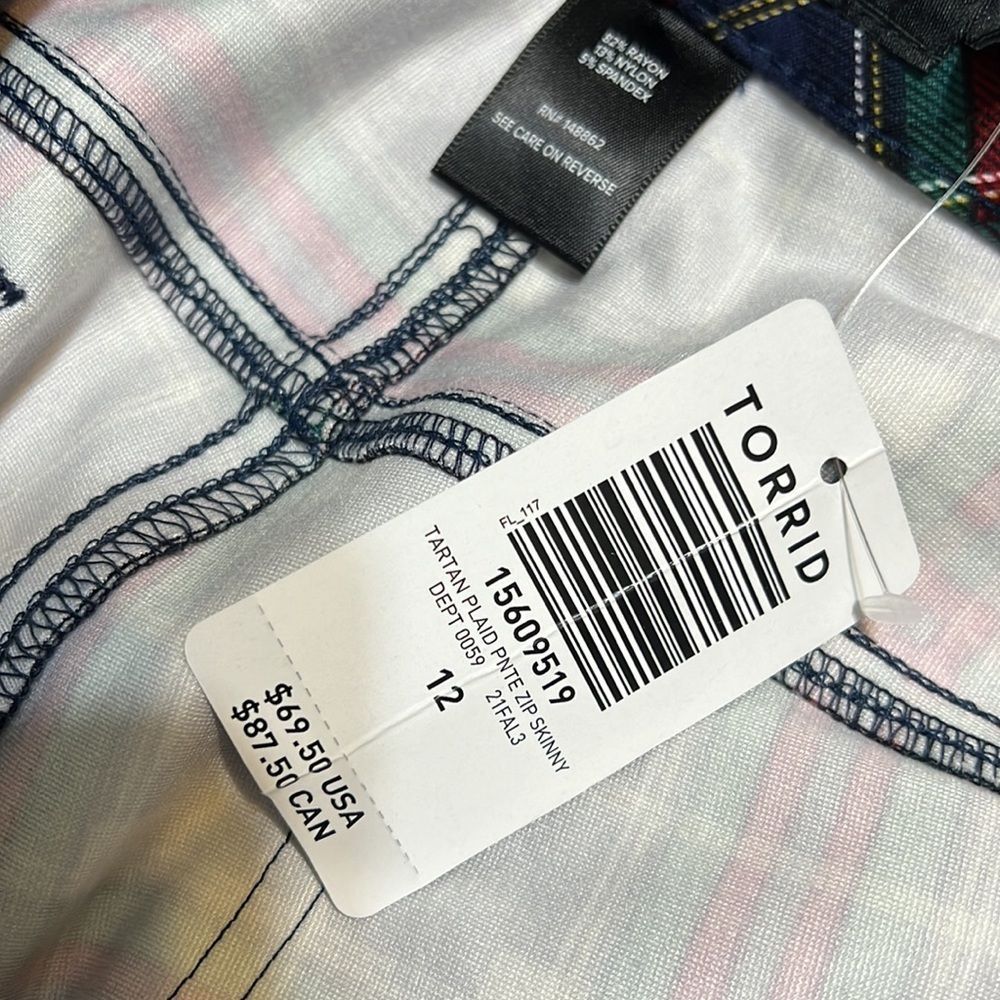 82% RAYON
13% NYLON
5% SPANDEX
RN# 148862
SEE CARE ON REVERSE
TORRID
FL_117
15609519
TARTAN PLAID PNTE ZIP SKINNY
DEPT 0059 21FAL3
12
$69.50 USA
$87.50 CAN